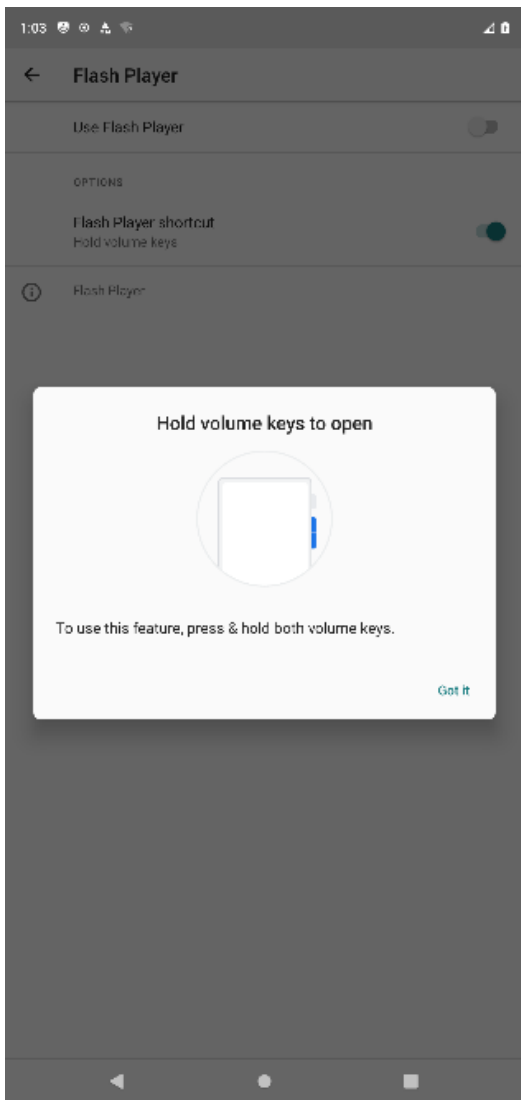 1:03
Flash Player
Use Flash Player
OPTIONS
Flash Player shortcut
Hold volume keys
Flash Player
Hold volume keys to open
To use this feature, press & hold both volume keys.
Got it